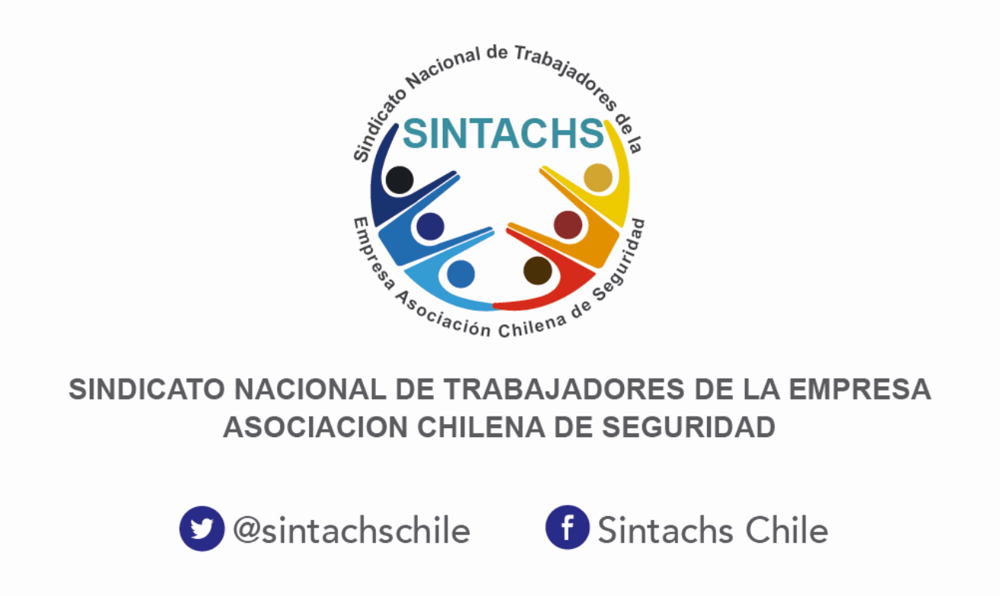 Sindicato Nacional de Trabajadores de la
SINTACHS
Empresa Asociación Chilena de Seguridad
SINDICATO NACIONAL DE TRABAJADORES DE LA EMPRESA
ASOCIACION CHILENA DE SEGURIDAD
@sintachschile
Sintachs Chile